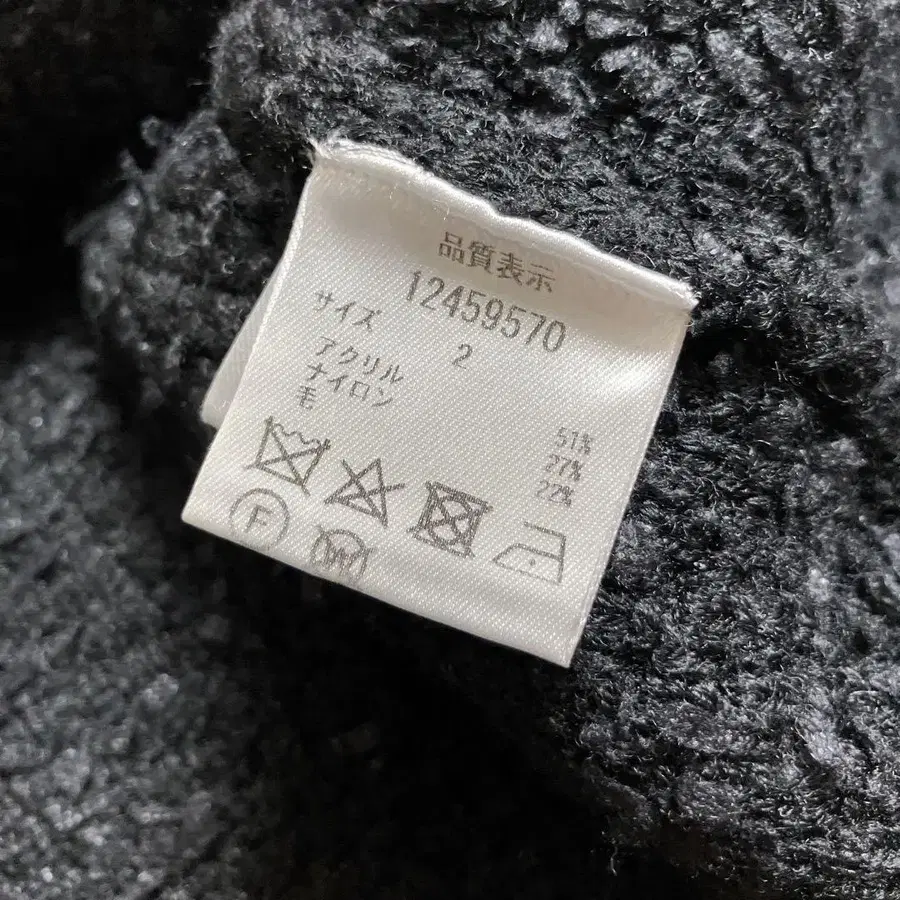 品質表示
12459570
サイズ 2
アクリル 51%
ナイロン 27%
毛 22%
F
W